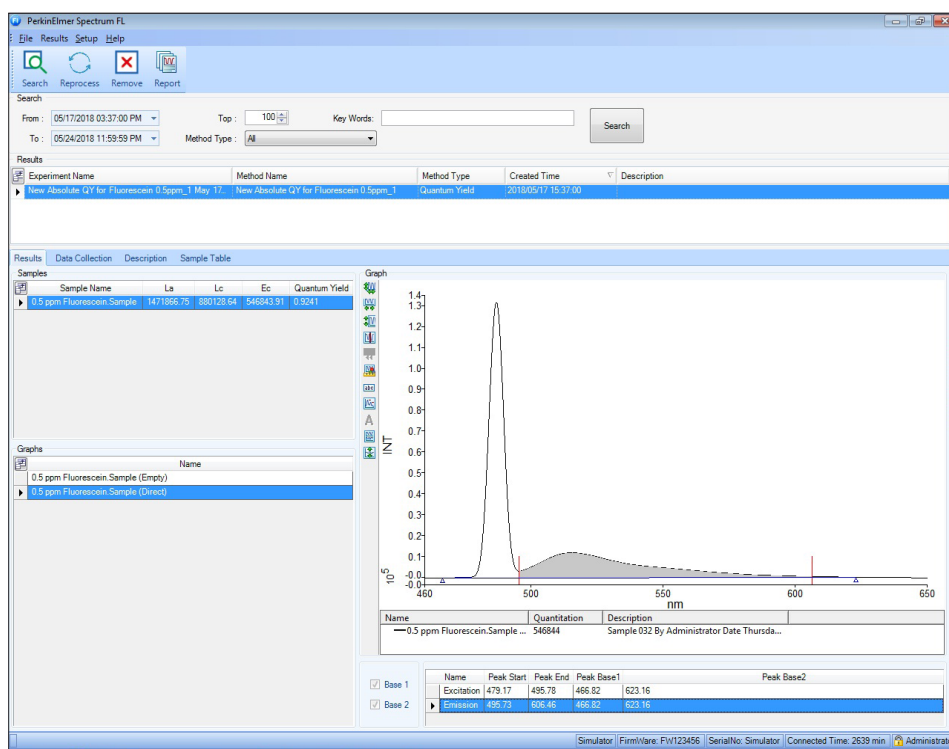 PerkinElmer Spectrum FL
File Results Setup Help
Search Reprocess Remove Report
Search
From : 05/17/2018 03:37:00 PM Top : 100 Key Words:
Search
To : 05/24/2018 11:59:59 PM Method Type : All
Results
Experiment Name Method Name Method Type Created Time Description
New Absolute QY for Fluorescein 0.5ppm_1 May 17.. New Absolute QY for Fluorescein 0.5ppm_1 Quantum Yield 2018/05/17 15:37:00
Results Data Collection Description Sample Table
Samples
Sample Name La Lc Ec Quantum Yield
0.5 ppm Fluorescein.Sample 1471866.75 880128.64 546843.91 0.9241
Graphs
Name
0.5 ppm Fluorescein.Sample (Empty)
0.5 ppm Fluorescein.Sample (Direct)
Graph
abc
A
1.4
1.3
1.2
1.1
1.0
0.9
0.8
0.7
0.6
0.5
0.4
0.3
0.2
0.1
-0.0
-0.0
INT
10^5
460 500 550 600 650
nm
Name Quantitation Description
0.5 ppm Fluorescein.Sample ... 546844 Sample 032 By Administrator Date Thursda...
Base 1
Base 2
Name Peak Start Peak End Peak Base1 Peak Base2
Excitation 479.17 495.78 466.82 623.16
Emission 495.73 606.46 466.82 623.16
Simulator FirmWare: FW123456 SerialNo: Simulator Connected Time: 2639 min Administrat